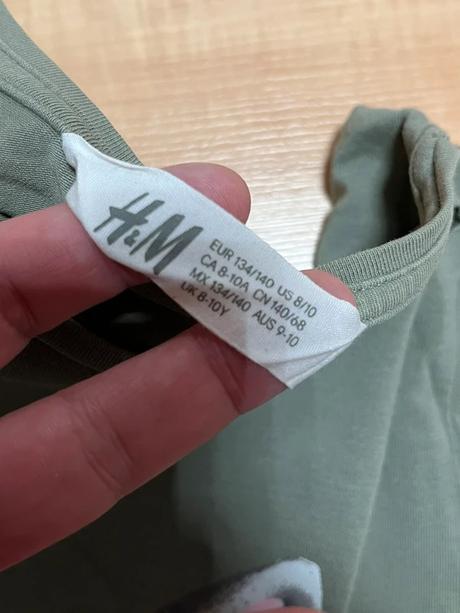 H&M
EUR 134/140 US 8/10
CA 8-10A CN 140/68
MX 134/140 AUS 9-10
UK 8-10Y